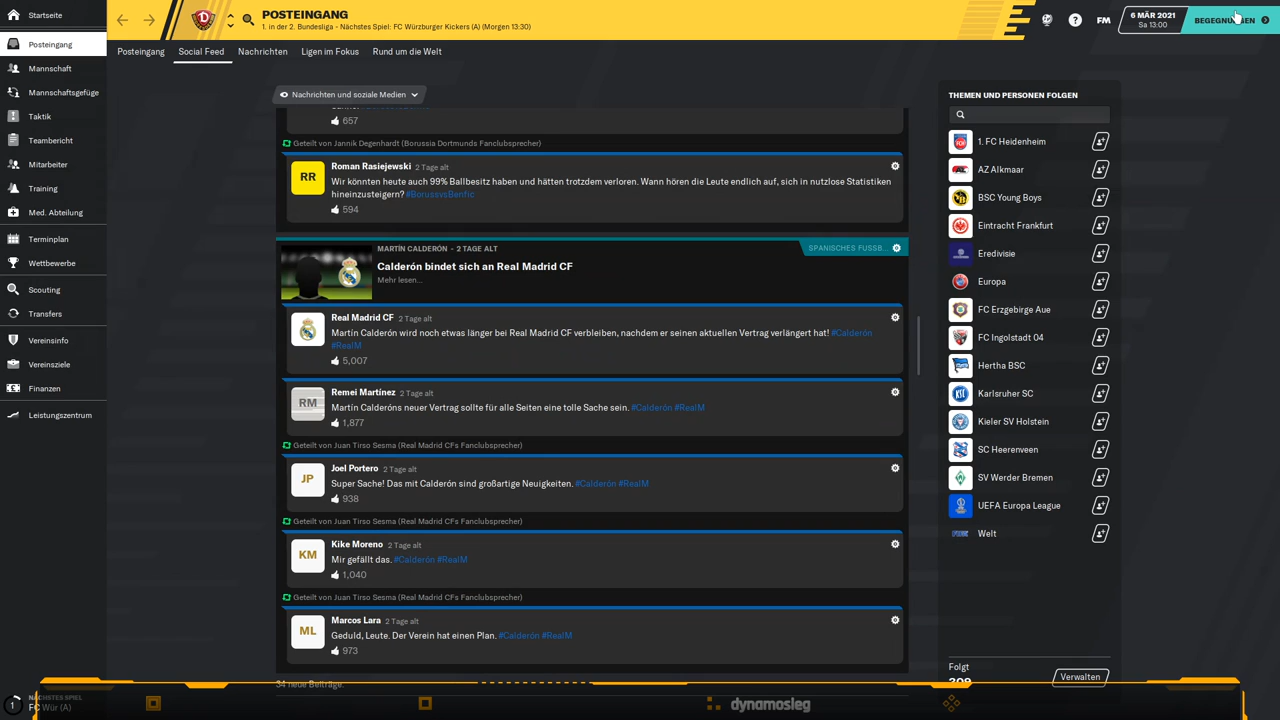 Startseite
Posteingang
Mannschaft
Mannschaftsgefüge
Taktik
Teambericht
Mitarbeiter
Training
Med. Abteilung
Terminplan
Wettbewerbe
Scouting
Transfers
Vereinsinfo
Vereinsziele
Finanzen
Leistungszentrum
POSTEINGANG
1. in der 2. Bundesliga - Nächstes Spiel: FC Würzburger Kickers (A) (Morgen 13:30)
FM
6 MÄR 2021
Sa 13:00
Posteingang
Social Feed
Nachrichten
Ligen im Fokus
Rund um die Welt
Nachrichten und soziale Medien
657
Geteilt von Jannik Degenhardt (Borussia Dortmunds Fanclubsprecher)
RR
Roman Rasiejewski 2 Tage alt
Wir könnten heute auch 99% Ballbesitz haben und hätten trotzdem verloren. Wann hören die Leute endlich auf, sich in nutzlose Statistiken
hineinzusteigern? #BorussvsBenfic
594
MARTÍN CALDERÓN - 2 TAGE ALT
SPANISCHES FUSSB...
Calderón bindet sich an Real Madrid CF
Mehr lesen...
Real Madrid CF 2 Tage alt
Martín Calderón wird noch etwas länger bei Real Madrid CF verbleiben, nachdem er seinen aktuellen Vertrag verlängert hat! #Calderón
#RealM
5,007
RM
Remei Martínez 2 Tage alt
Martín Calderóns neuer Vertrag sollte für alle Seiten eine tolle Sache sein. #Calderón #RealM
1,877
Geteilt von Juan Tirso Sesma (Real Madrid CFs Fanclubsprecher)
JP
Joel Portero 2 Tage alt
Super Sache! Das mit Calderón sind großartige Neuigkeiten. #Calderón #RealM
938
Geteilt von Juan Tirso Sesma (Real Madrid CFs Fanclubsprecher)
KM
Kike Moreno 2 Tage alt
Mir gefällt das. #Calderón #RealM
1,040
Geteilt von Juan Tirso Sesma (Real Madrid CFs Fanclubsprecher)
ML
Marcos Lara 2 Tage alt
Geduld, Leute. Der Verein hat einen Plan. #Calderón #RealM
973
34 neue Beiträge.
THEMEN UND PERSONEN FOLGEN
1. FC Heidenheim
AZ Alkmaar
BSC Young Boys
Eintracht Frankfurt
Eredivisie
Europa
FC Erzgebirge Aue
FC Ingolstadt 04
Hertha BSC
Karlsruher SC
Kieler SV Holstein
SC Heerenveen
SV Werder Bremen
UEFA Europa League
Welt
Folgt
209
Verwalten
1
NÄCHSTES SPIEL
FC Wür (A)
dynamosleg